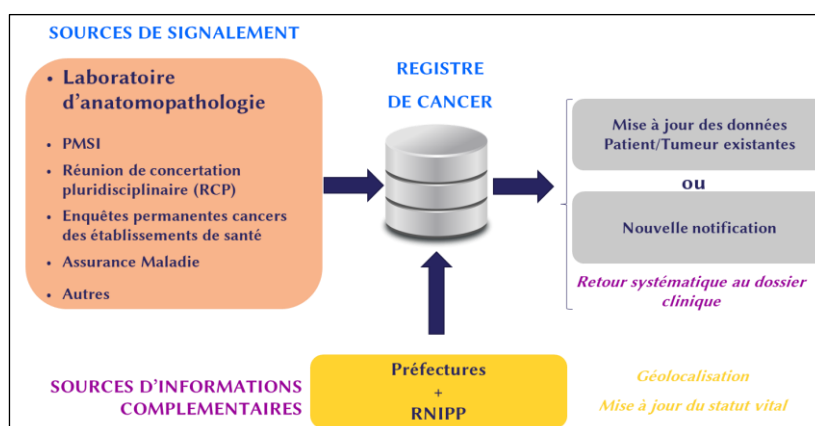 SOURCES DE SIGNALEMENT
• Laboratoire
d'anatomopathologie
• PMSI
• Réunion de concertation
pluridisciplinaire (RCP)
• Enquêtes permanentes cancers
des établissements de santé
• Assurance Maladie
• Autres
REGISTRE
DE CANCER
Mise à jour des données
Patient/Tumeur existantes
ou
Nouvelle notification
Retour systématique au dossier
clinique
SOURCES D'INFORMATIONS
COMPLEMENTAIRES
Préfectures
+
RNIPP
Géolocalisation
Mise à jour du statut vital